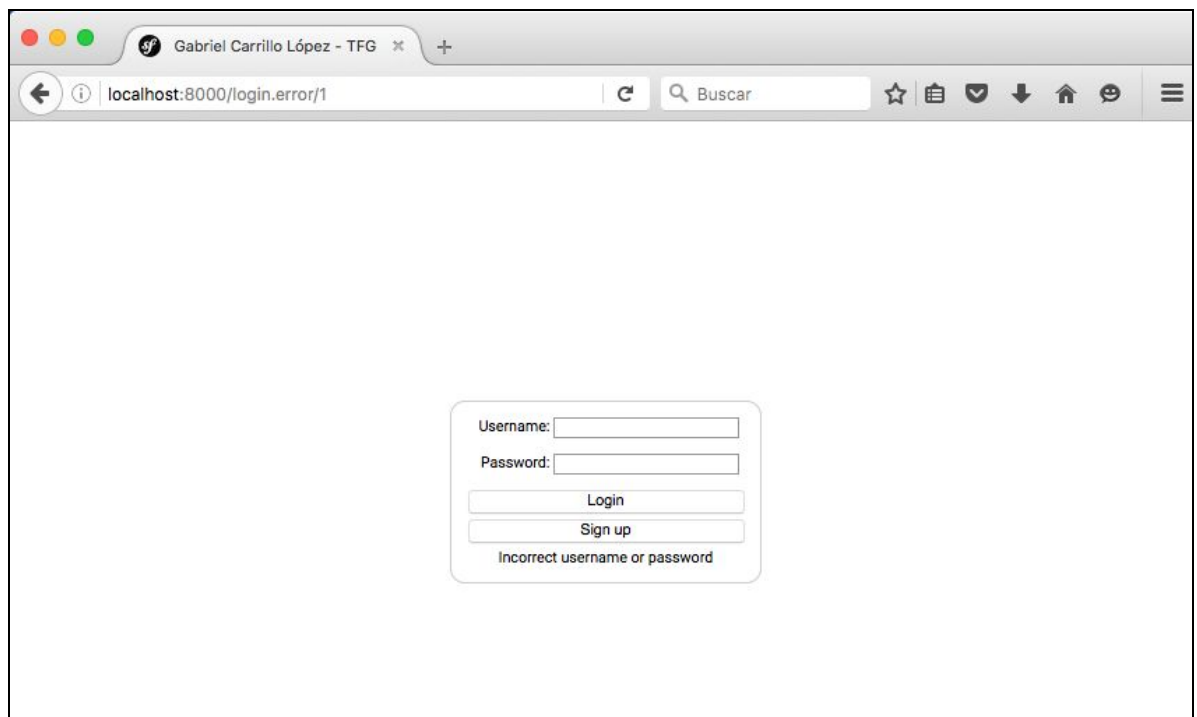 sf Gabriel Carrillo López - TFG
localhost:8000/login.error/1 Buscar
Username:
Password:
Login
Sign up
Incorrect username or password